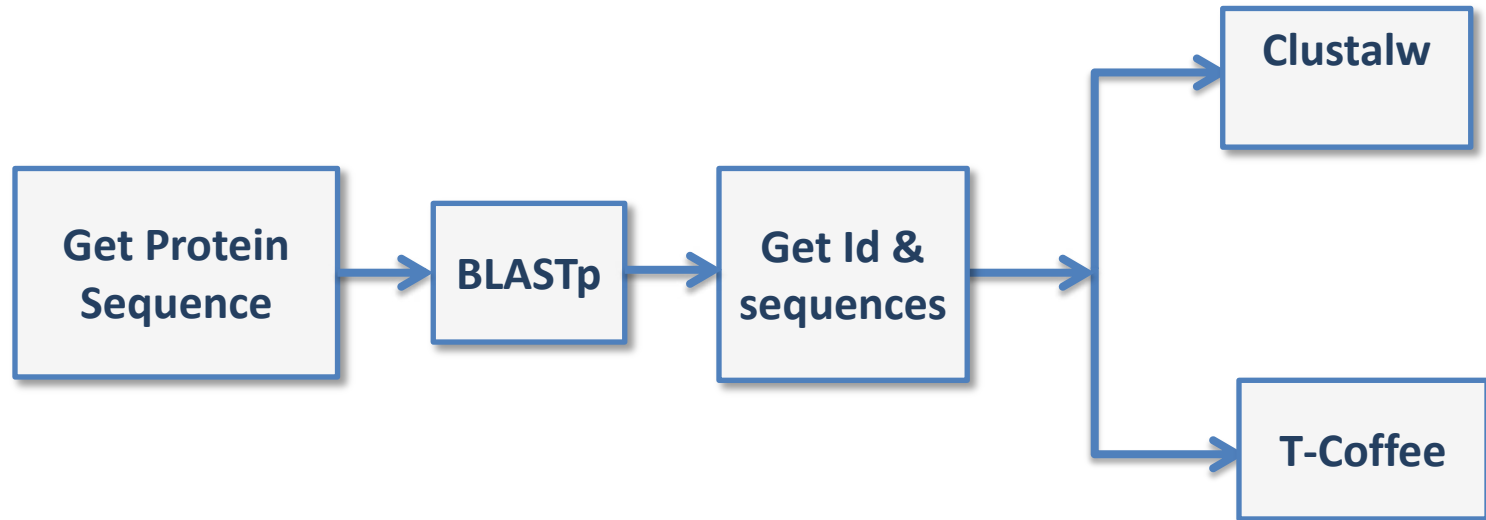 Clustalw
Get Protein
Sequence
BLASTp
Get Id &
sequences
T-Coffee